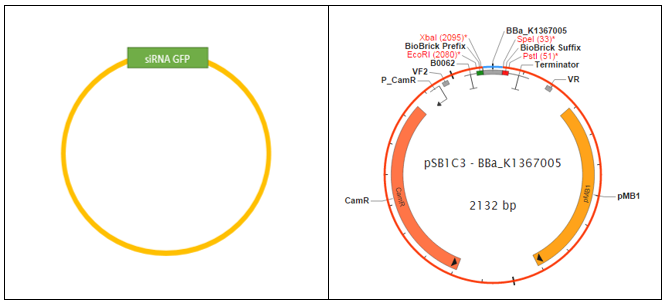 siRNA GFP
XbaI (2095)*
BBa_K1367005
SpeI (33)*
BioBrick Prefix
BioBrick Suffix
EcoRI (2080)*
PstI (51)*
B0062
Terminator
VF2
VR
P_CamR
pSB1C3 - BBa_K1367005
2132 bp
CamR
CamR
pMB1
pMB1